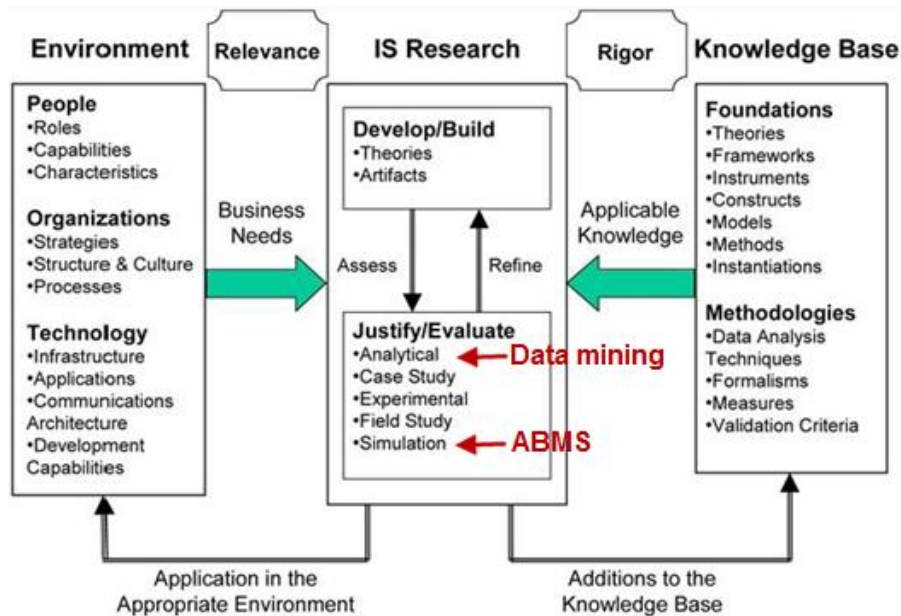 Environment
Relevance
IS Research
Rigor
Knowledge Base
People
•Roles
•Capabilities
•Characteristics
Organizations
•Strategies
•Structure & Culture
•Processes
Technology
•Infrastructure
•Applications
•Communications
Architecture
•Development
Capabilities
Business
Needs
Develop/Build
•Theories
•Artifacts
Assess
Refine
Justify/Evaluate
•Analytical
•Case Study
•Experimental
•Field Study
•Simulation
Data mining
ABMS
Applicable
Knowledge
Foundations
•Theories
•Frameworks
•Instruments
•Constructs
•Models
•Methods
•Instantiations
Methodologies
•Data Analysis
Techniques
•Formalisms
•Measures
•Validation Criteria
Application in the
Appropriate Environment
Additions to the
Knowledge Base